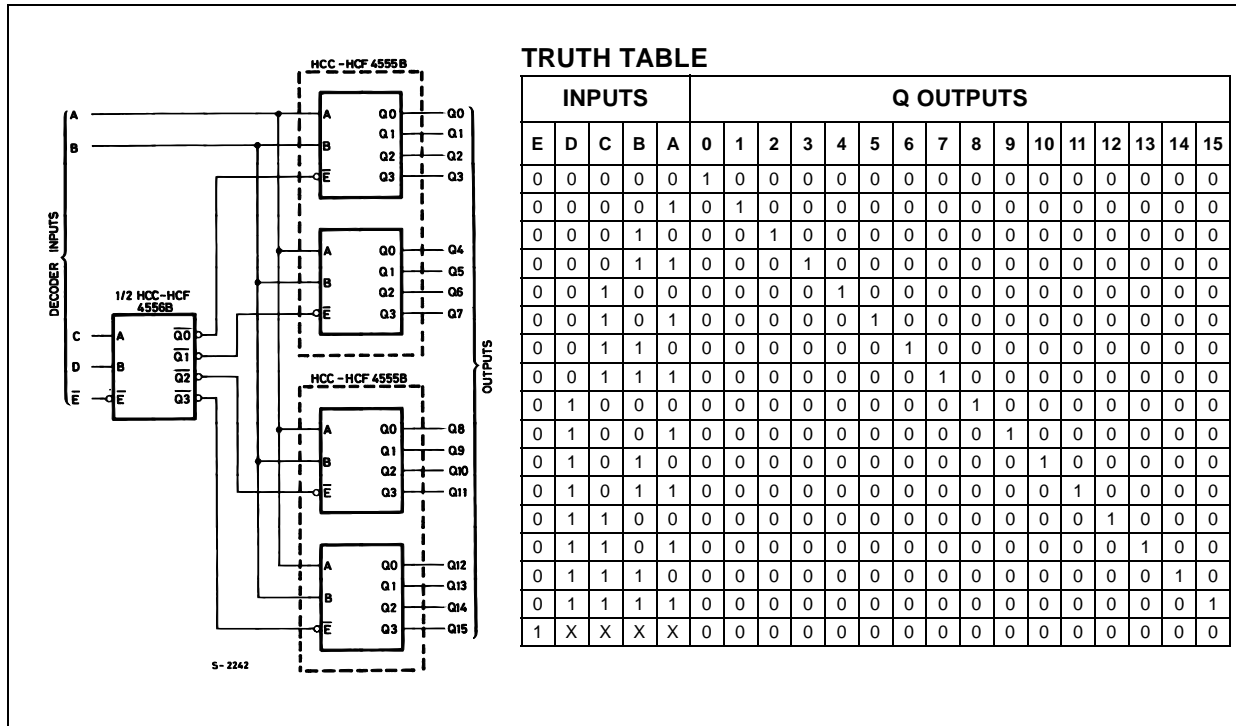 HCC-HCF 4555B
A
B
DECODER INPUTS
A Q0 Q0
Q1 Q1
B Q2 Q2
E Q3 Q3
A Q0 Q4
Q1 Q5
B Q2 Q6
E Q3 Q7
1/2 HCC-HCF
4556B
C A Q0
Q1
D B Q2
E E Q3
OUTPUTS
HCC-HCF 4555B
A Q0 Q8
Q1 Q9
B Q2 Q10
E Q3 Q11
A Q0 Q12
Q1 Q13
B Q2 Q14
E Q3 Q15
S-2242
TRUTH TABLE
INPUTS Q OUTPUTS
E D C B A 0 1 2 3 4 5 6 7 8 9 10 11 12 13 14 15
0 0 0 0 0 1 0 0 0 0 0 0 0 0 0 0 0 0 0 0 0
0 0 0 0 1 0 1 0 0 0 0 0 0 0 0 0 0 0 0 0 0
0 0 0 1 0 0 0 1 0 0 0 0 0 0 0 0 0 0 0 0 0
0 0 0 1 1 0 0 0 1 0 0 0 0 0 0 0 0 0 0 0 0
0 0 1 0 0 0 0 0 0 1 0 0 0 0 0 0 0 0 0 0 0
0 0 1 0 1 0 0 0 0 0 1 0 0 0 0 0 0 0 0 0 0
0 0 1 1 0 0 0 0 0 0 0 1 0 0 0 0 0 0 0 0 0
0 0 1 1 1 0 0 0 0 0 0 0 1 0 0 0 0 0 0 0 0
0 1 0 0 0 0 0 0 0 0 0 0 0 1 0 0 0 0 0 0 0
0 1 0 0 1 0 0 0 0 0 0 0 0 0 1 0 0 0 0 0 0
0 1 0 1 0 0 0 0 0 0 0 0 0 0 0 1 0 0 0 0 0
0 1 0 1 1 0 0 0 0 0 0 0 0 0 0 0 1 0 0 0 0
0 1 1 0 0 0 0 0 0 0 0 0 0 0 0 0 0 1 0 0 0
0 1 1 0 1 0 0 0 0 0 0 0 0 0 0 0 0 0 1 0 0
0 1 1 1 0 0 0 0 0 0 0 0 0 0 0 0 0 0 0 1 0
0 1 1 1 1 0 0 0 0 0 0 0 0 0 0 0 0 0 0 0 1
1 X X X X 0 0 0 0 0 0 0 0 0 0 0 0 0 0 0 0